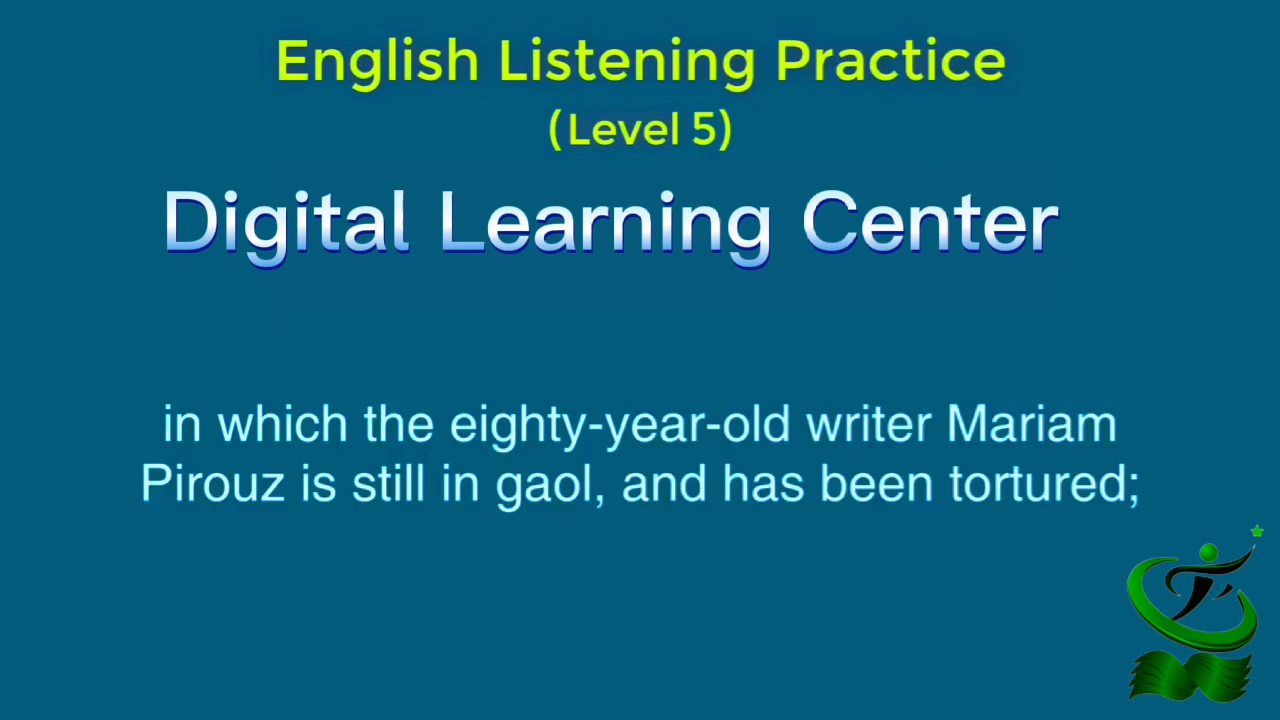 English Listening Practice
(Level 5)
Digital Learning Center
in which the eighty-year-old writer Mariam
Pirouz is still in gaol, and has been tortured;